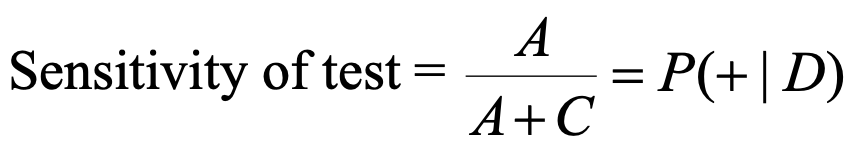 Sensitivity of test = A / A + C = P(+ | D)